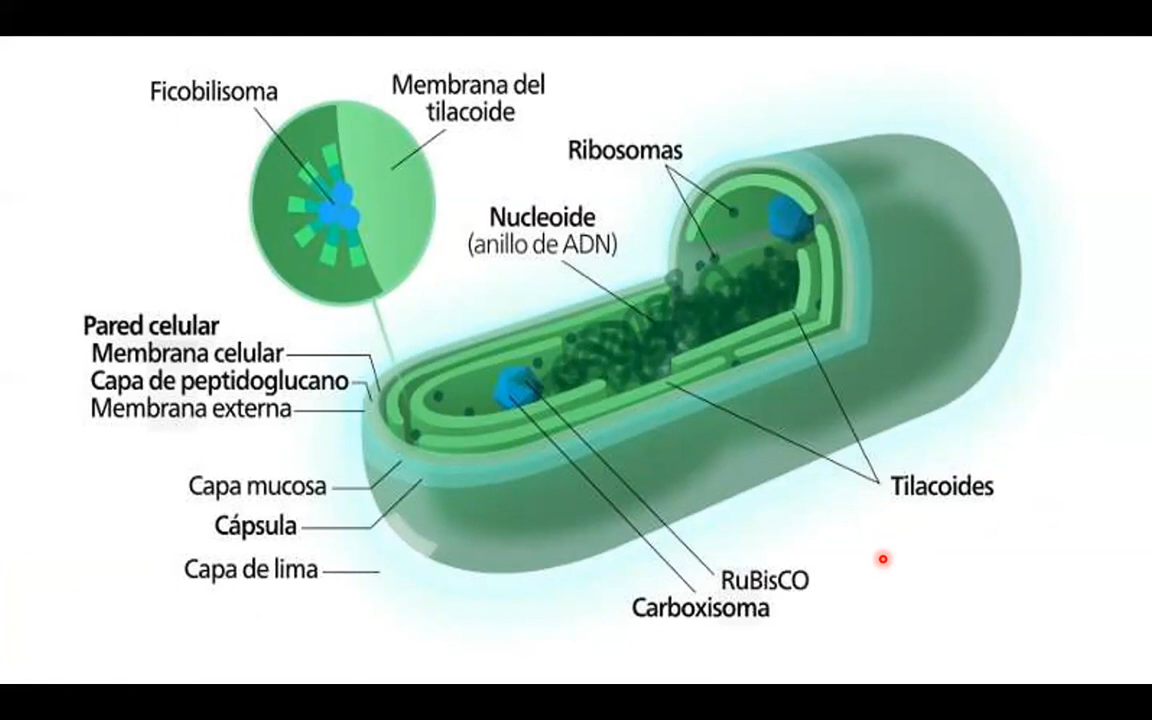 Ficobilisoma
Membrana del
tilacoide
Ribosomas
Nucleoide
(anillo de ADN)
Pared celular
Membrana celular
Capa de peptidoglucano
Membrana externa
Capa mucosa
Cápsula
Capa de lima
Tilacoides
RuBisCO
Carboxisoma